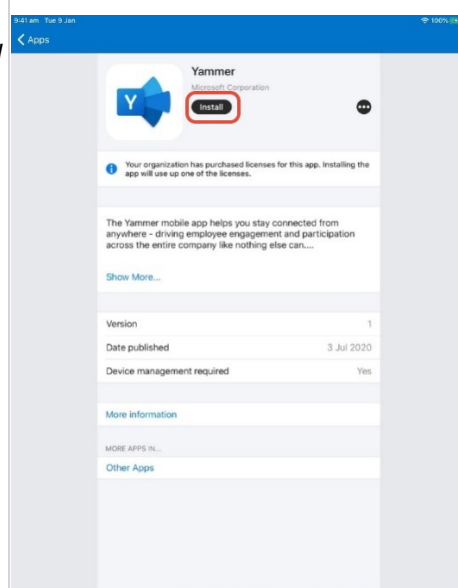 9:41 am Tue 9 Jan
100%
Apps
Yammer
Microsoft Corporation
Install
Y
Your organization has purchased licenses for this app. Installing the
app will use up one of the licenses.
The Yammer mobile app helps you stay connected from
anywhere - driving employee engagement and participation
across the entire company like nothing else can....
Show More...
Version 1
Date published 3 Jul 2020
Device management required Yes
More information
MORE APPS IN...
Other Apps